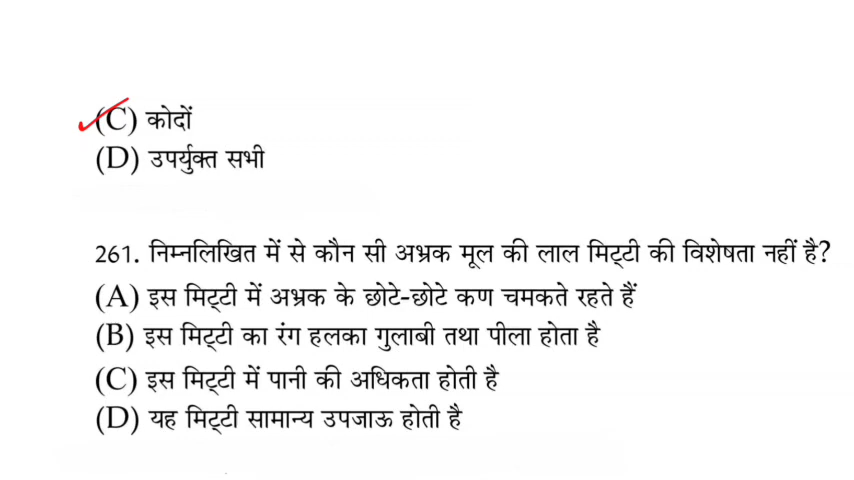 (C) कोदों
(D) उपर्युक्त सभी
261. निम्नलिखित में से कौन सी अभ्रक मूल की लाल मिट्टी की विशेषता नहीं है?
(A) इस मिट्टी में अभ्रक के छोटे-छोटे कण चमकते रहते हैं
(B) इस मिट्टी का रंग हलका गुलाबी तथा पीला होता है
(C) इस मिट्टी में पानी की अधिकता होती है
(D) यह मिट्टी सामान्य उपजाऊ होती है